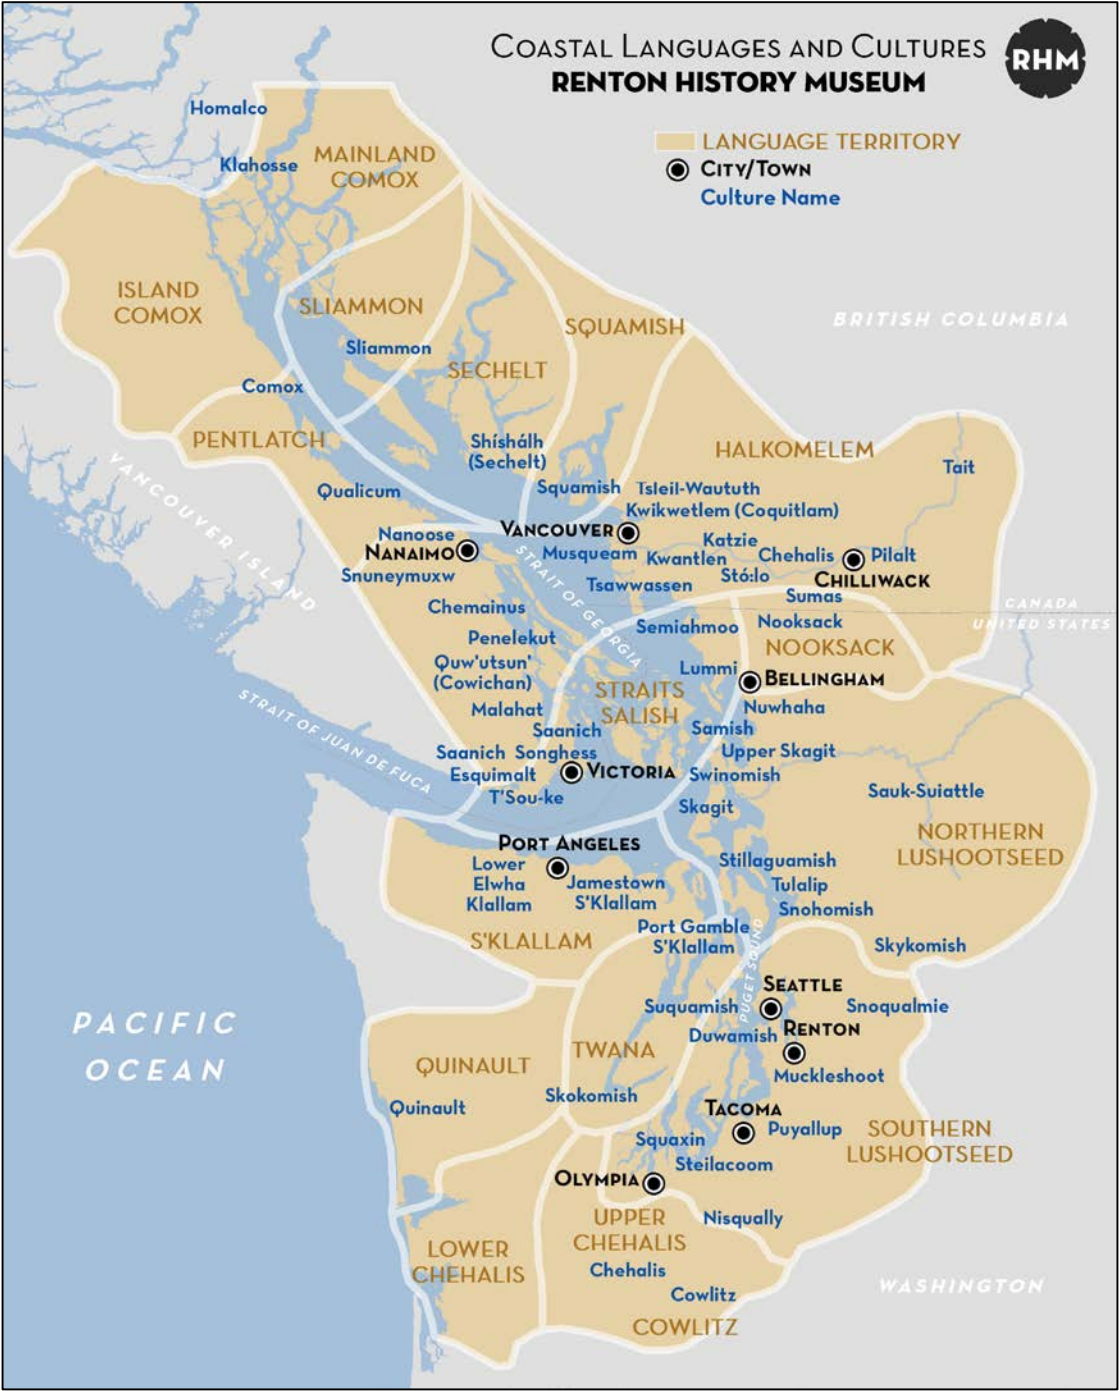 COASTAL LANGUAGES AND CULTURES
RENTON HISTORY MUSEUM
RHM
LANGUAGE TERRITORY
CITY/TOWN
Culture Name
Homalco
Klahosse
MAINLAND
COMOX
ISLAND
COMOX
SLIAMMON
Sliammon
SQUAMISH
BRITISH COLUMBIA
SECHELT
Comox
PENTLATCH
Shíshálh
(Sechelt)
HALKOMELEM
Tait
VANCOUVER ISLAND
Qualicum
Squamish
Tsleil-Waututh
Kwikwetlem (Coquitlam)
Nanoose
VANCOUVER
NANAIMO
Musqueam
Katzie
Kwantlen
Chehalis
Pilalt
Snuneymuxw
Tsawwassen
Stó:lo
CHILLIWACK
Sumas
STRAIT OF GEORGIA
Chemainus
CANADA
UNITED STATES
Penelekut
Semiahmoo
Nooksack
NOOKSACK
Quw'utsun'
(Cowichan)
Lummi
BELLINGHAM
STRAITS
SALISH
Malahat
Nuwhaha
STRAIT OF JUAN DE FUCA
Saanich
Samish
Saanich
Songhess
Upper Skagit
Esquimalt
VICTORIA
Swinomish
T'Sou-ke
Skagit
Sauk-Suiattle
NORTHERN
LUSHOOTSEED
PORT ANGELES
Lower
Elwha
Klallam
Jamestown
S'Klallam
Stillaguamish
Tulalip
Snohomish
S'KLALLAM
Port Gamble
S'Klallam
PUGET SOUND
Skykomish
SEATTLE
Suquamish
Snoqualmie
PACIFIC
OCEAN
Duwamish
RENTON
QUINAULT
TWANA
Muckleshoot
Skokomish
Quinault
TACOMA
Puyallup
SOUTHERN
LUSHOOTSEED
Squaxin
Steilacoom
OLYMPIA
UPPER
CHEHALIS
Nisqually
LOWER
CHEHALIS
Chehalis
Cowlitz
COWLITZ
WASHINGTON